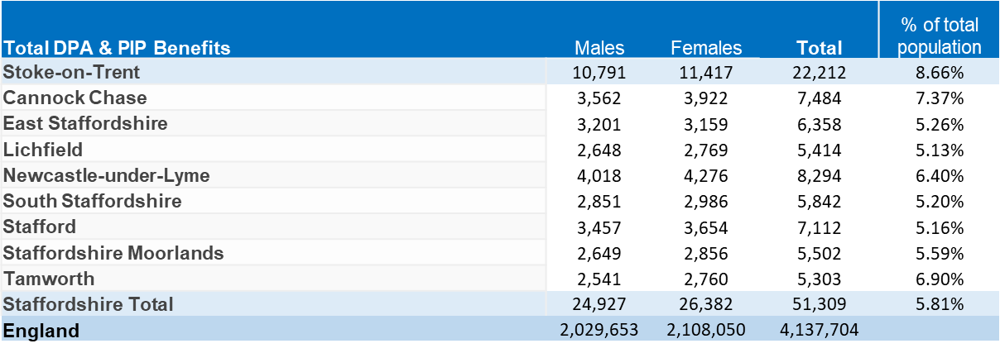 % of total
Total DPA & PIP Benefits Males Females Total population
Stoke-on-Trent 10,791 11,417 22,212 8.66%
Cannock Chase 3,562 3,922 7,484 7.37%
East Staffordshire 3,201 3,159 6,358 5.26%
Lichfield 2,648 2,769 5,414 5.13%
Newcastle-under-Lyme 4,018 4,276 8,294 6.40%
South Staffordshire 2,851 2,986 5,842 5.20%
Stafford 3,457 3,654 7,112 5.16%
Staffordshire Moorlands 2,649 2,856 5,502 5.59%
Tamworth 2,541 2,760 5,303 6.90%
Staffordshire Total 24,927 26,382 51,309 5.81%
England 2,029,653 2,108,050 4,137,704